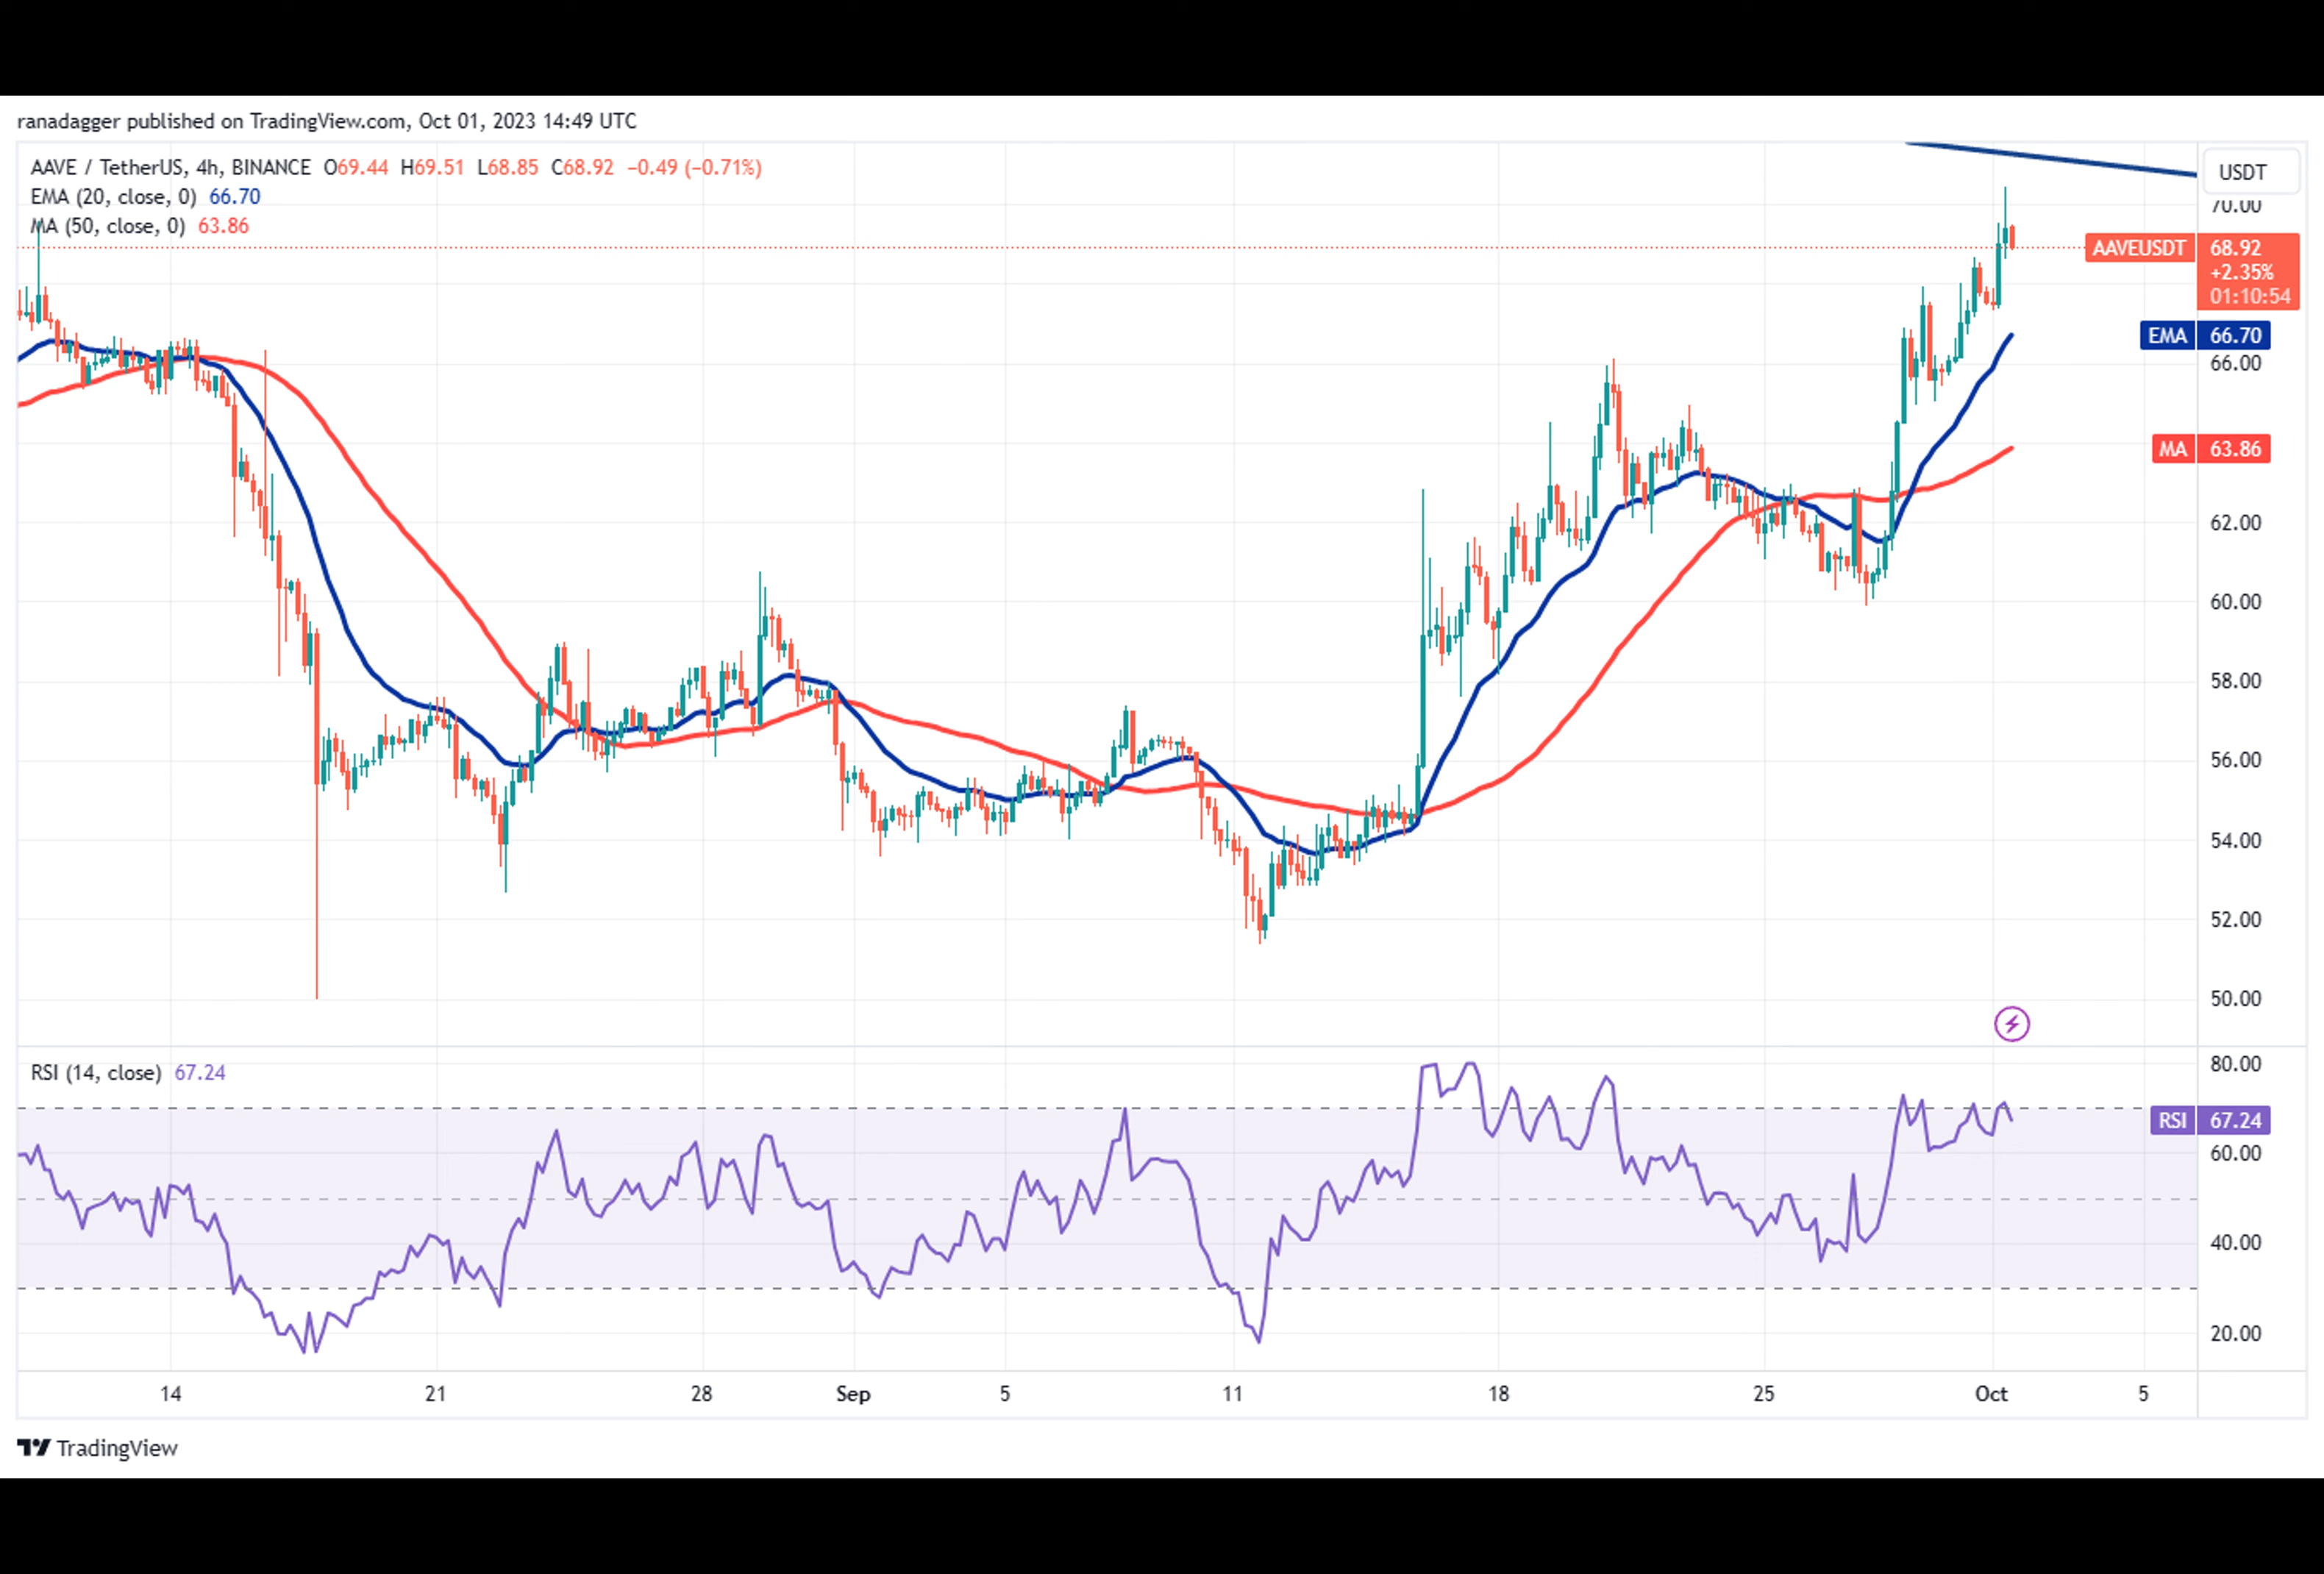 ranadagger published on TradingView.com, Oct 01, 2023 14:49 UTC
AAVE / TetherUS, 4h, BINANCE O69.44 H69.51 L68.85 C68.92 −0.49 (−0.71%)
EMA (20, close, 0) 66.70
MA (50, close, 0) 63.86
USDT
70.00
AAVEUSDT 68.92
+2.35%
01:10:54
EMA 66.70
66.00
MA 63.86
62.00
60.00
58.00
56.00
54.00
52.00
50.00
RSI (14, close) 67.24
80.00
RSI 67.24
60.00
40.00
20.00
14 21 28 Sep 5 11 18 25 Oct 5
TradingView